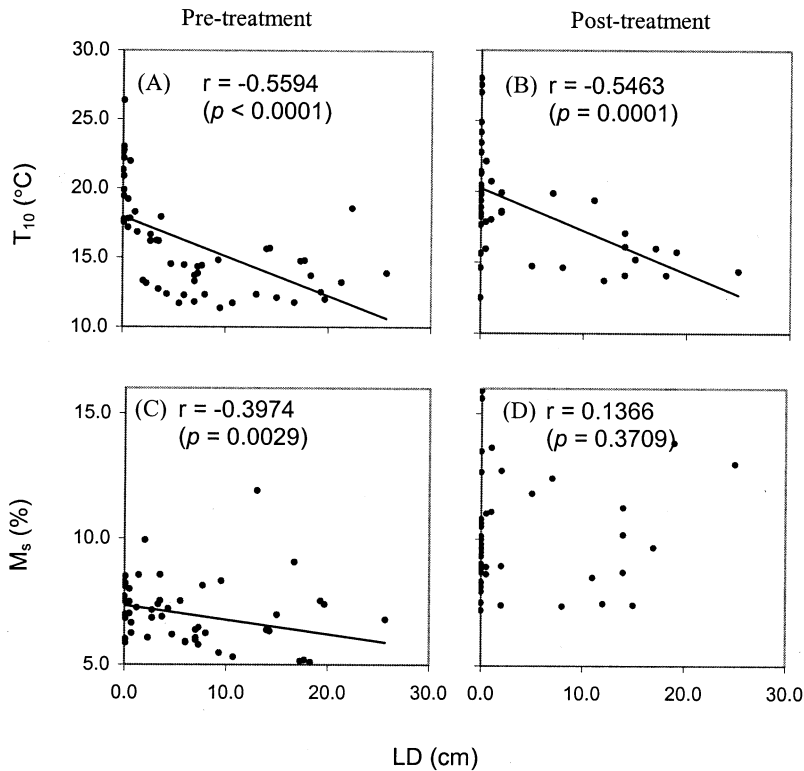 Pre-treatment
Post-treatment
30.0
25.0
20.0
15.0
10.0
T10 (°C)
(A) r = -0.5594
(p < 0.0001)
(B) r = -0.5463
(p = 0.0001)
15.0
10.0
5.0
Ms (%)
(C) r = -0.3974
(p = 0.0029)
(D) r = 0.1366
(p = 0.3709)
0.0 10.0 20.0 30.0
0.0 10.0 20.0 30.0
LD (cm)